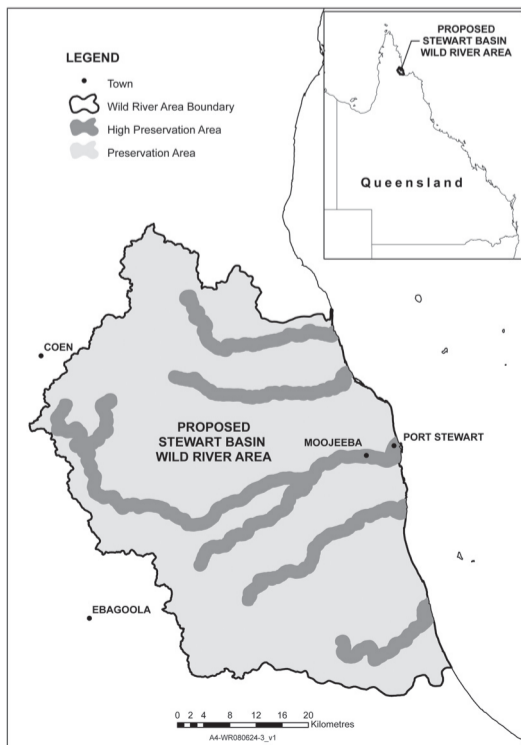 PROPOSED
STEWART BASIN
WILD RIVER AREA
Queensland
LEGEND
Town
Wild River Area Boundary
High Preservation Area
Preservation Area
COEN
PROPOSED
STEWART BASIN
WILD RIVER AREA
MOOJEEBA
PORT STEWART
EBAGOOLA
0 2 4 8 12 16 20
Kilometres
A4-WR080624-3_v1